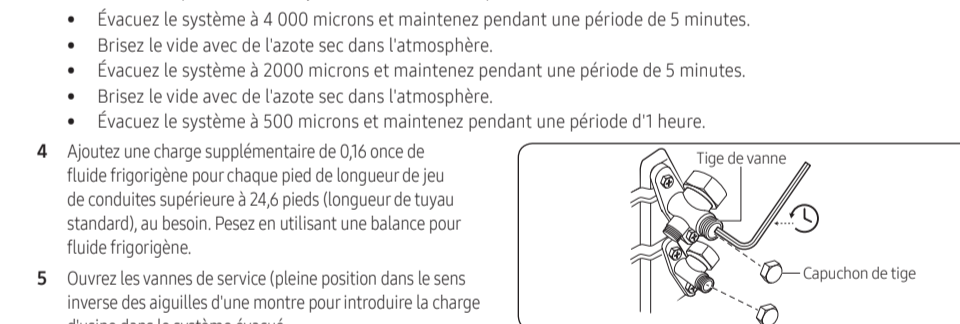 • Évacuez le système à 4 000 microns et maintenez pendant une période de 5 minutes.
• Brisez le vide avec de l'azote sec dans l'atmosphère.
• Évacuez le système à 2000 microns et maintenez pendant une période de 5 minutes.
• Brisez le vide avec de l'azote sec dans l'atmosphère.
• Évacuez le système à 500 microns et maintenez pendant une période d'1 heure.
4 Ajoutez une charge supplémentaire de 0,16 once de
fluide frigorigène pour chaque pied de longueur de jeu
de conduites supérieure à 24,6 pieds (longueur de tuyau
standard), au besoin. Pesez en utilisant une balance pour
fluide frigorigène.
5 Ouvrez les vannes de service (pleine position dans le sens
inverse des aiguilles d'une montre pour introduire la charge
Tige de vanne
Capuchon de tige